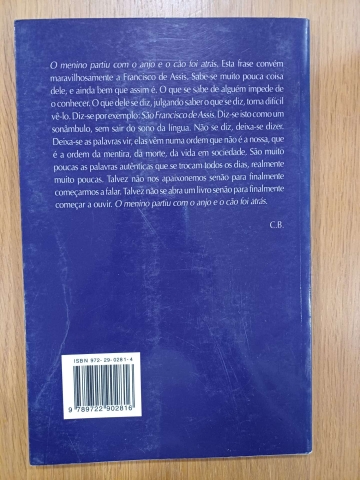 O menino partiu com o anjo e o cão foi atrás. Esta frase convém
maravilhosamente a Francisco de Assis. Sabe-se muito pouca coisa
dele, e ainda bem que assim é. O que se sabe de alguém impede de
o conhecer. O que dele se diz, julgando saber o que se diz, torna difícil
vê-lo. Diz-se por exemplo: São Francisco de Assis. Diz-se isto como um
sonâmbulo, sem sair do sono da língua. Não se diz, deixa-se dizer.
Deixa-se as palavras vir, elas vêm numa ordem que não é a nossa, que
é a ordem da mentira, da morte, da vida em sociedade. São muito
poucas as palavras autênticas que se trocam todos os dias, realmente
muito poucas. Talvez não nos apaixonemos senão para finalmente
começarmos a falar. Talvez não se abra um livro senão para finalmente
começar a ouvir. O menino partiu com o anjo e o cão foi atrás.
C.B.
ISBN 972-29-0281-4
9 789722 902816